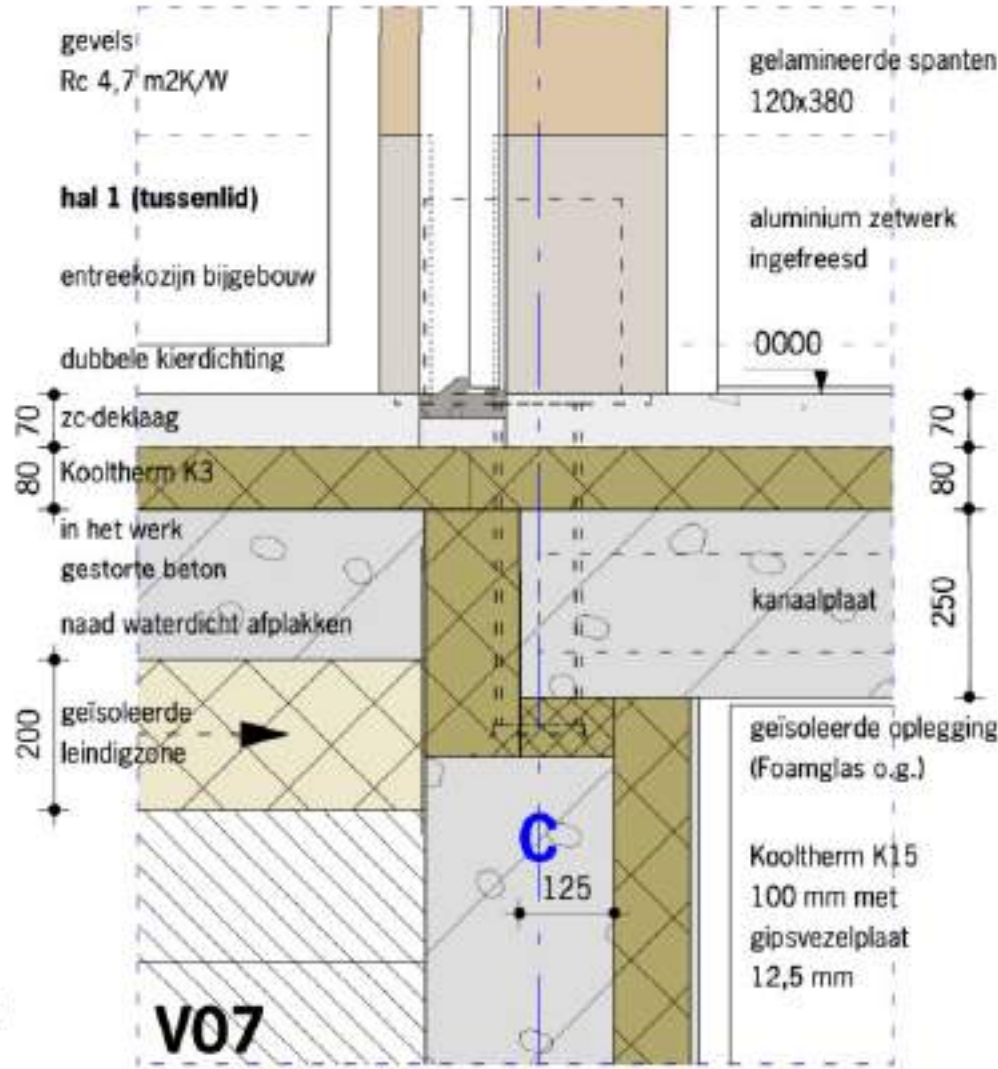 gevels
Rc 4,7 m2K/W
hal 1 (tussenlid)
entreekozijn bijgebouw
dubbele kierdichting
70
zc-deklaag
80
Kooltherm K3
in het werk
gestorte beton
naad waterdicht afplakken
200
geïsoleerde
leindigzone
V07
C
125
gelamineerde spanten
120x380
aluminium zetwerk
ingefreesd
0000
70
80
250
kanaalplaat
geïsoleerde oplegging
(Foamglas o.g.)
Kooltherm K15
100 mm met
gipsvezelplaat
12,5 mm